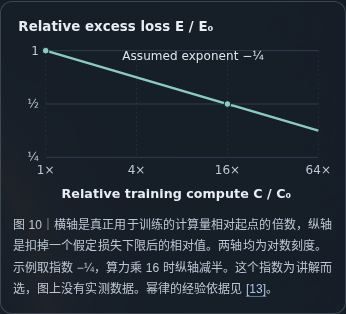 Relative excess loss E / E₀
1
Assumed exponent −¼
½
¼
1×
4×
16×
64×
Relative training compute C / C₀
图 10｜横轴是真正用于训练的计算量相对起点的倍数，纵轴
是扣掉一个假定损失下限后的相对值。两轴均为对数刻度。
示例取指数 −¼，算力乘 16 时纵轴减半。这个指数为讲解而
选，图上没有实测数据。幂律的经验依据见 [13]。